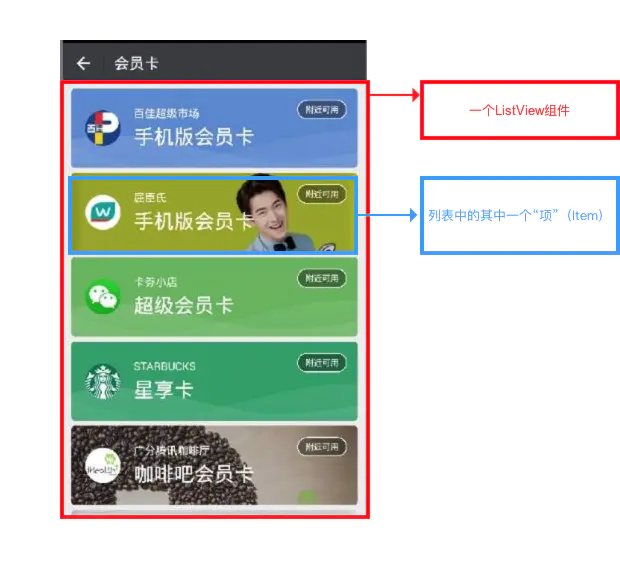 会员卡
百佳超级市场
附近可用
手机版会员卡
百佳
一个ListView组件
屈臣氏
附近可用
手机版会员卡
列表中的其中一个“项”（Item）
卡券小店
附近可用
超级会员卡
STARBUCKS
附近可用
星享卡
广分腾讯咖啡厅
附近可用
咖啡吧会员卡